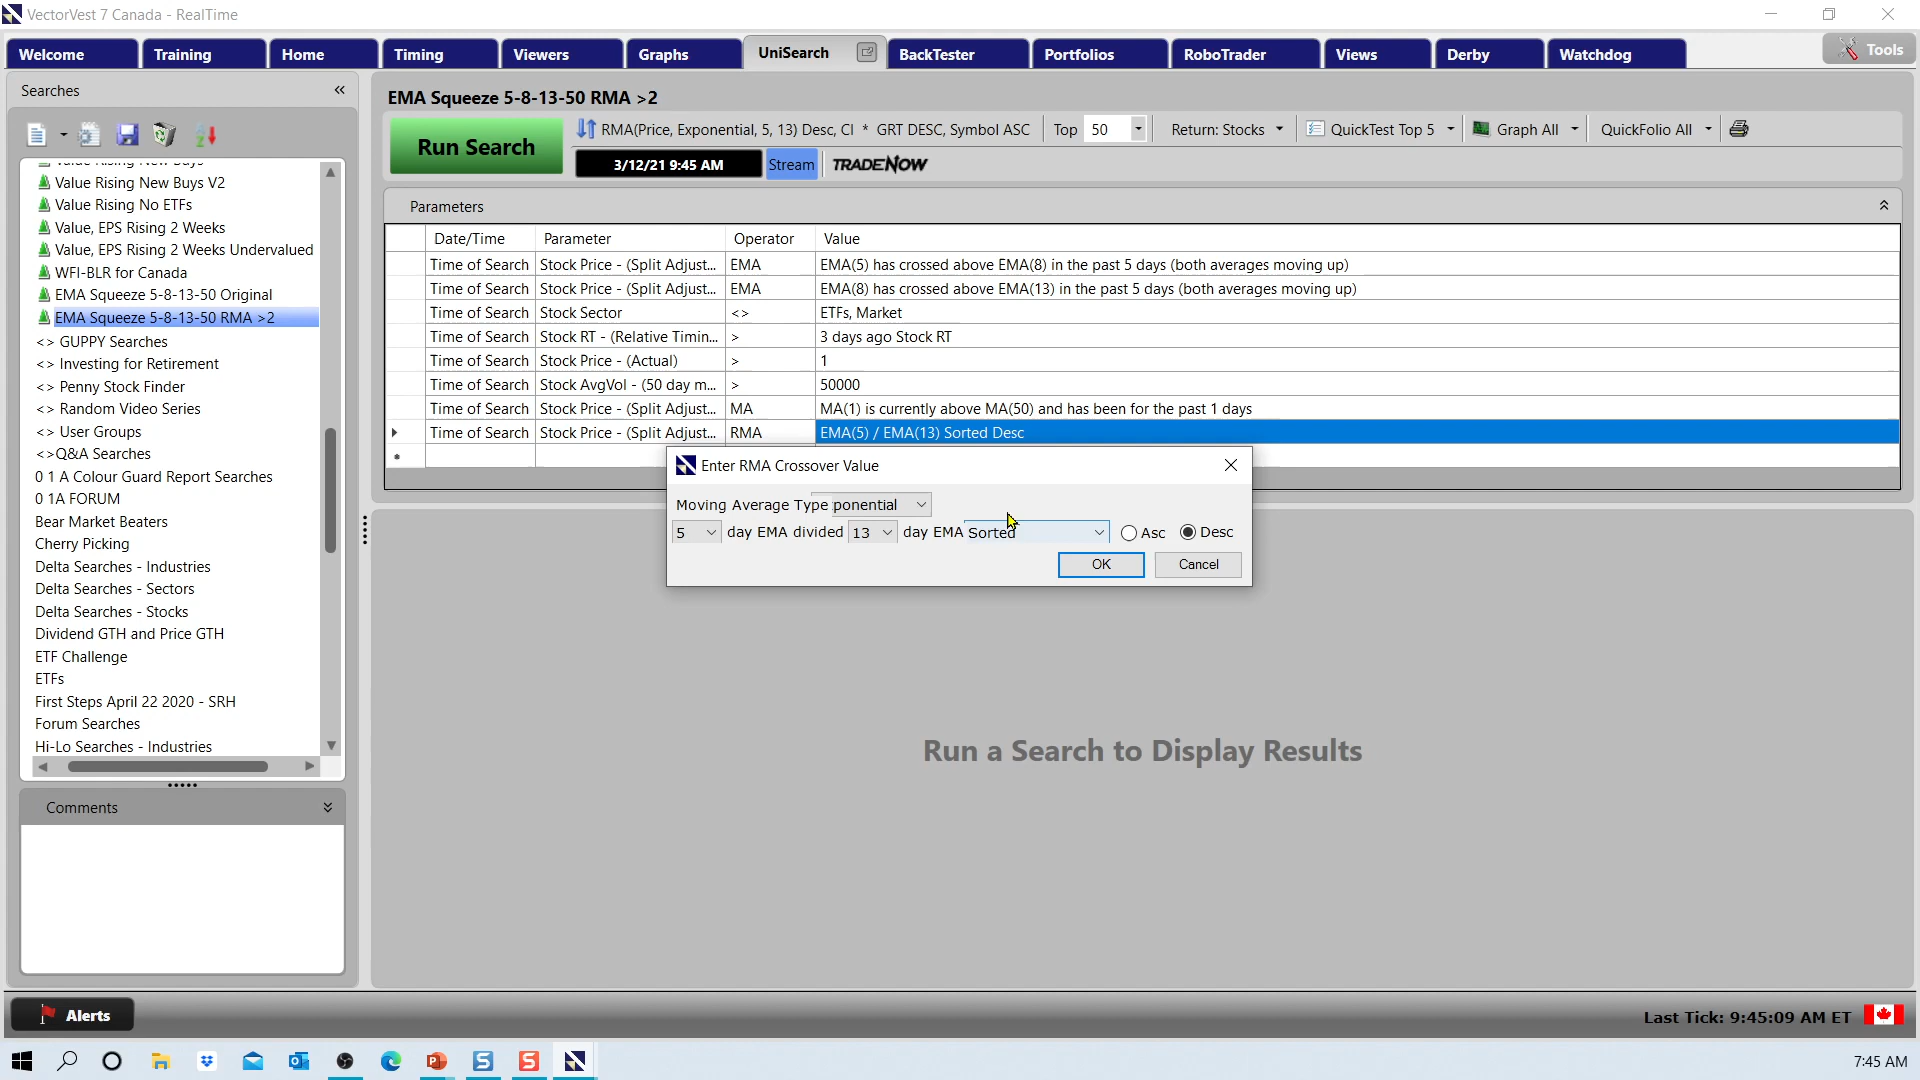 VectorVest 7 Canada - RealTime
Welcome
Training
Home
Timing
Viewers
Graphs
UniSearch
BackTester
Portfolios
RoboTrader
Views
Derby
Watchdog
Tools
Searches
EMA Squeeze 5-8-13-50 RMA >2
Run Search
RMA(Price, Exponential, 5, 13) Desc, CI * GRT DESC, Symbol ASC
Top 50
Return: Stocks
QuickTest Top 5
Graph All
QuickFolio All
3/12/21 9:45 AM
Stream
TRADENOW
Value Rising New Buys
Value Rising New Buys V2
Value Rising No ETFs
Value, EPS Rising 2 Weeks
Value, EPS Rising 2 Weeks Undervalued
WFI-BLR for Canada
EMA Squeeze 5-8-13-50 Original
EMA Squeeze 5-8-13-50 RMA >2
<> GUPPY Searches
<> Investing for Retirement
<> Penny Stock Finder
<> Random Video Series
<> User Groups
<>Q&A Searches
0 1 A Colour Guard Report Searches
0 1A FORUM
Bear Market Beaters
Cherry Picking
Delta Searches - Industries
Delta Searches - Sectors
Delta Searches - Stocks
Dividend GTH and Price GTH
ETF Challenge
ETFs
First Steps April 22 2020 - SRH
Forum Searches
Hi-Lo Searches - Industries
Comments
Parameters
Date/Time Parameter Operator Value
Time of Search Stock Price - (Split Adjust... EMA EMA(5) has crossed above EMA(8) in the past 5 days (both averages moving up)
Time of Search Stock Price - (Split Adjust... EMA EMA(8) has crossed above EMA(13) in the past 5 days (both averages moving up)
Time of Search Stock Sector <> ETFs, Market
Time of Search Stock RT - (Relative Timin... > 3 days ago Stock RT
Time of Search Stock Price - (Actual) > 1
Time of Search Stock AvgVol - (50 day m... > 50000
Time of Search Stock Price - (Split Adjust... MA MA(1) is currently above MA(50) and has been for the past 1 days
Time of Search Stock Price - (Split Adjust... RMA EMA(5) / EMA(13) Sorted Desc
Enter RMA Crossover Value
Moving Average Type ponential
5 day EMA divided 13 day EMA Sorted Asc Desc
OK Cancel
Run a Search to Display Results
Alerts
Last Tick: 9:45:09 AM ET
7:45 AM